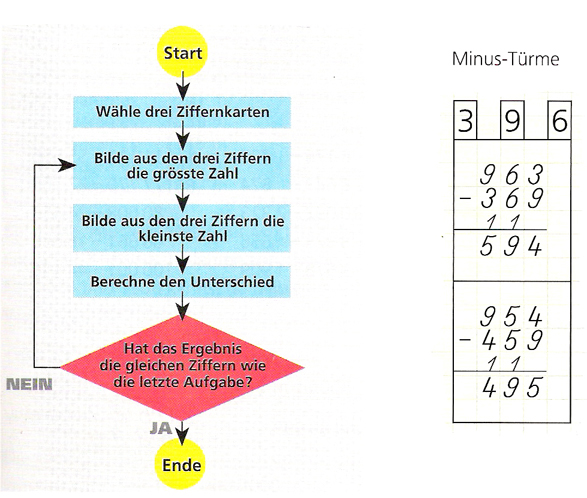 Start
Wähle drei Ziffernkarten
Bilde aus den drei Ziffern
die grösste Zahl
Bilde aus den drei Ziffern die
kleinste Zahl
Berechne den Unterschied
Hat das Ergebnis
die gleichen Ziffern wie
die letzte Aufgabe?
NEIN
JA
Ende
Minus-Türme
3 9 6
963
- 369
1 1
594
954
- 459
1 1
495